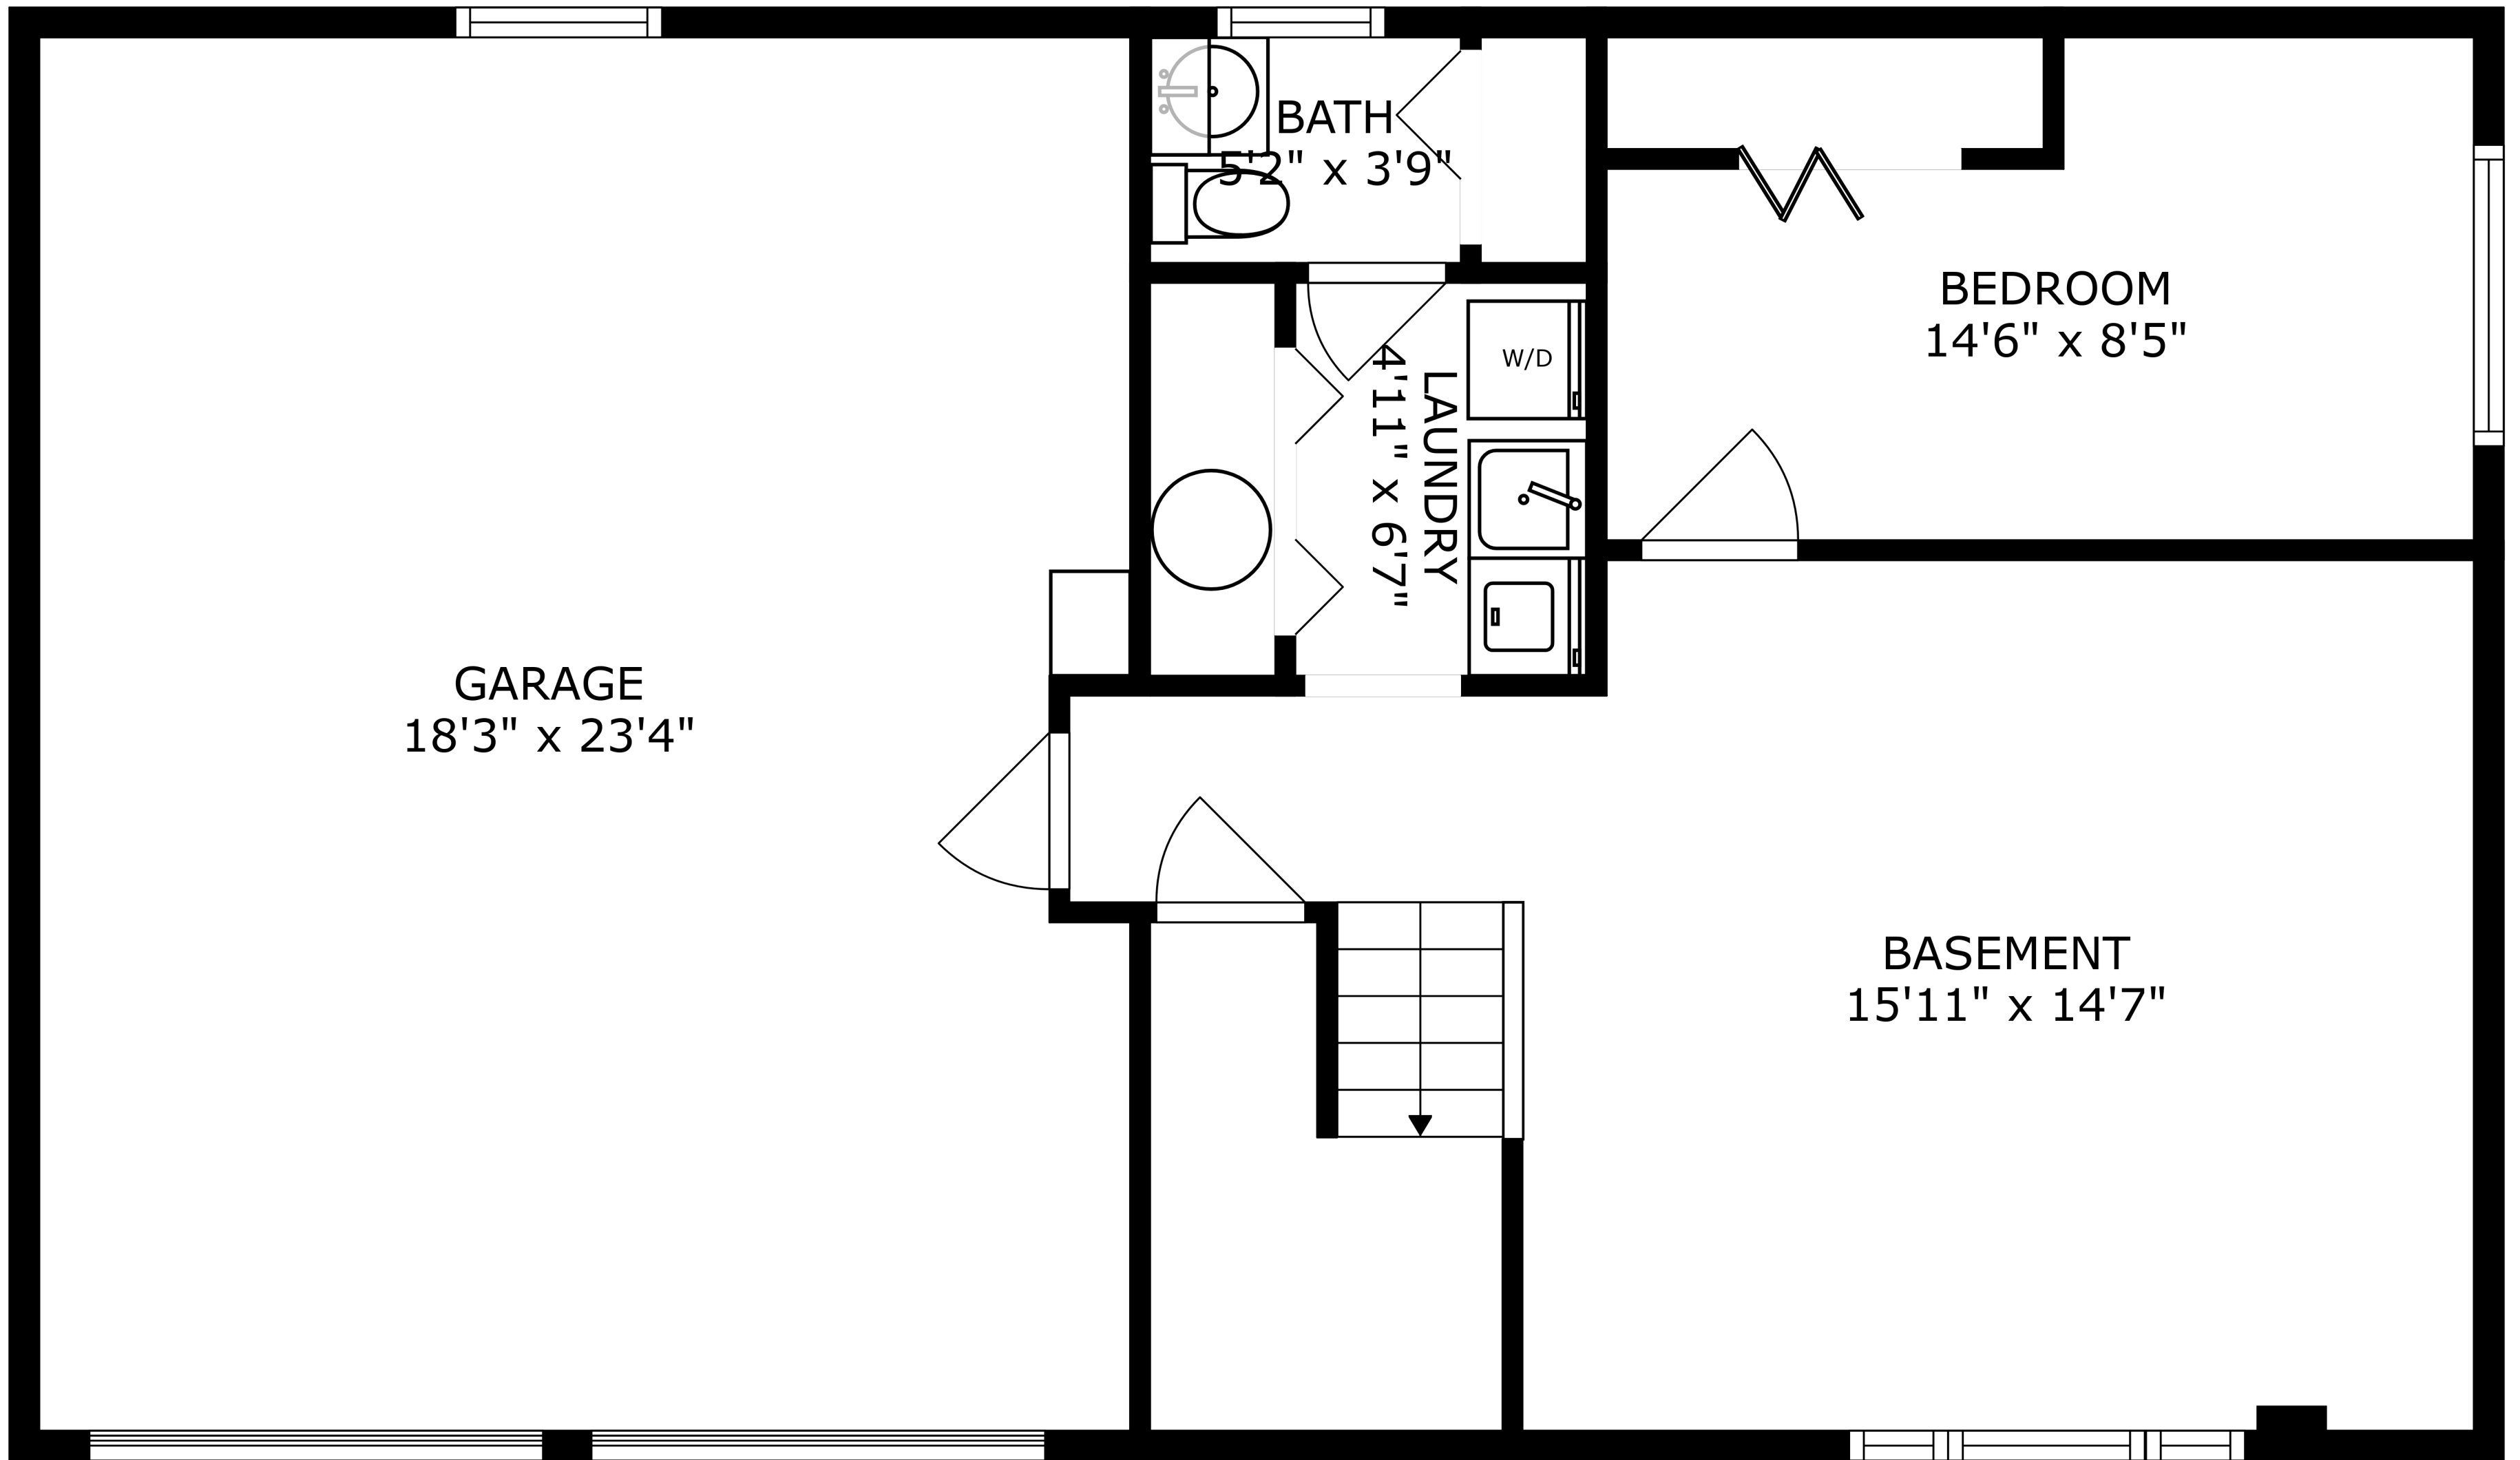 BATH
5'2" x 3'9"
BEDROOM
14'6" x 8'5"
W/D
LAUNDRY
4'11" x 6'7"
GARAGE
18'3" x 23'4"
BASEMENT
15'11" x 14'7"